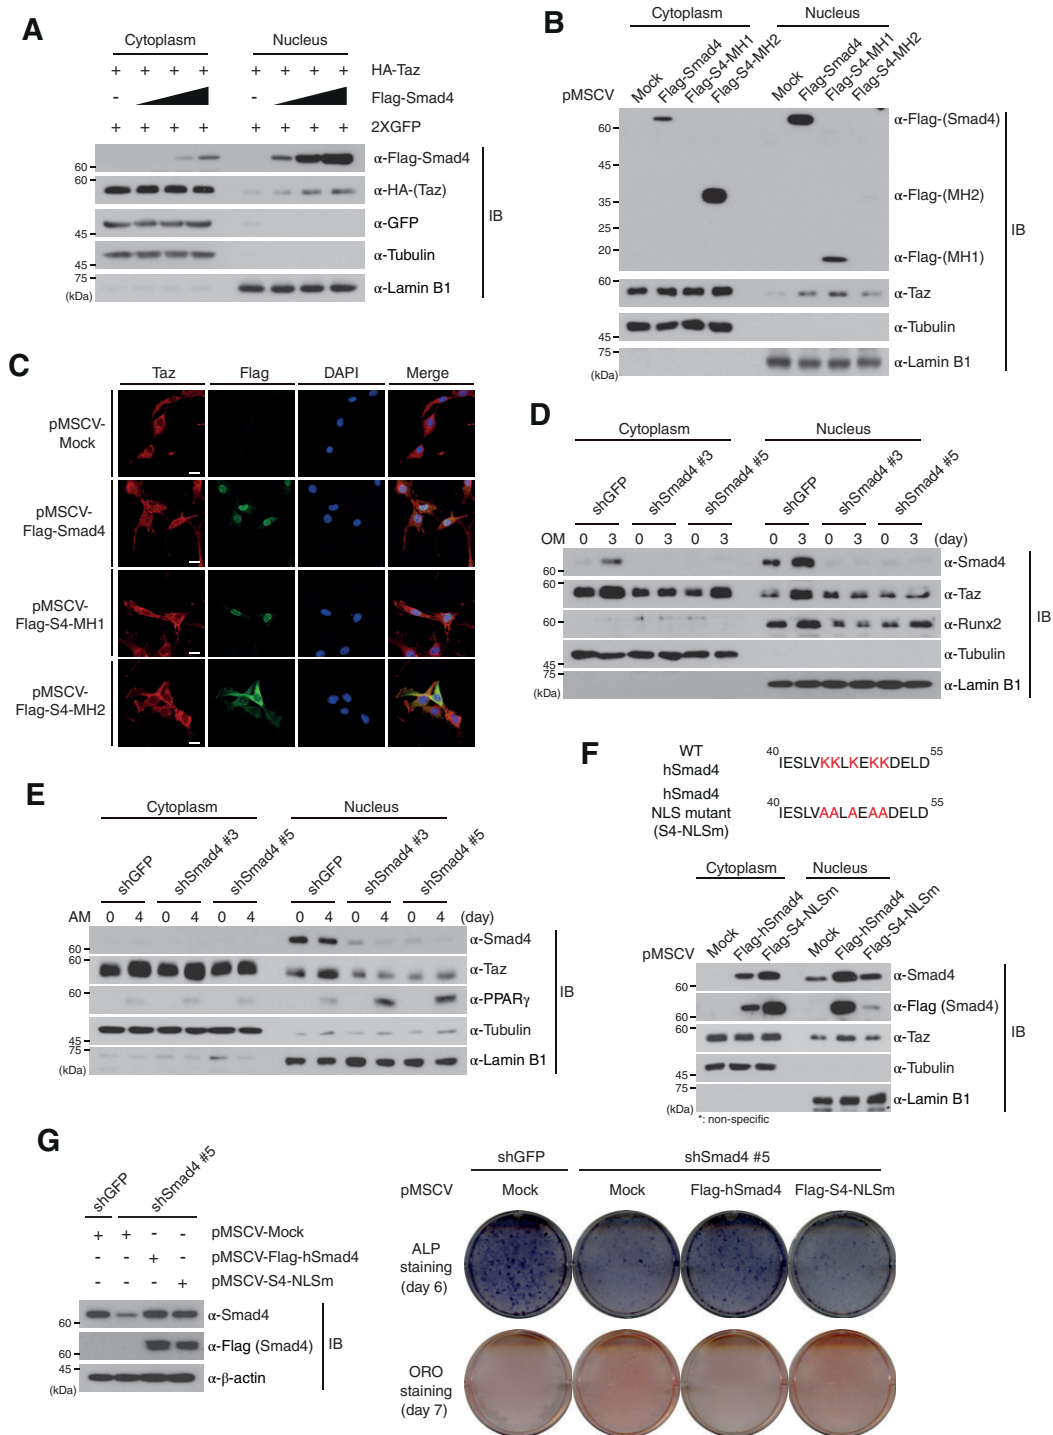 A
Cytoplasm Nucleus
+ + + + + + + + HA-Taz
- - Flag-Smad4
+ + + + + + + + 2XGFP
60 α-Flag-Smad4
60 α-HA-(Taz)
α-GFP
45
α-Tubulin
45
75
α-Lamin B1
(kDa)
IB
B
Cytoplasm Nucleus
pMSCV Mock Flag-Smad4 Flag-S4-MH1 Flag-S4-MH2 Mock Flag-Smad4 Flag-S4-MH1 Flag-S4-MH2
60 α-Flag-(Smad4)
45
35 α-Flag-(MH2)
25
20
α-Flag-(MH1)
60
α-Taz
α-Tubulin
45
75
α-Lamin B1
(kDa)
IB
C
Taz Flag DAPI Merge
pMSCV-
Mock
pMSCV-
Flag-Smad4
pMSCV-
Flag-S4-MH1
pMSCV-
Flag-S4-MH2
D
Cytoplasm Nucleus
shGFP shSmad4 #3 shSmad4 #5 shGFP shSmad4 #3 shSmad4 #5
OM 0 3 0 3 0 3 0 3 0 3 0 3 (day)
60 α-Smad4
60
α-Taz
60 α-Runx2
α-Tubulin
45
75
α-Lamin B1
(kDa)
IB
E
Cytoplasm Nucleus
shGFP shSmad4 #3 shSmad4 #5 shGFP shSmad4 #3 shSmad4 #5
AM 0 4 0 4 0 4 0 4 0 4 0 4 (day)
60 α-Smad4
60
α-Taz
60 α-PPARγ
α-Tubulin
45
75
α-Lamin B1
(kDa)
IB
F
WT
hSmad4
40 IESLVKKLKEKKDELD 55
hSmad4
NLS mutant
(S4-NLSm)
40 IESLVAALAEAADELD 55
Cytoplasm Nucleus
pMSCV Mock Flag-hSmad4 Flag-S4-NLSm Mock Flag-hSmad4 Flag-S4-NLSm
60 α-Smad4
60 α-Flag (Smad4)
60
α-Taz
α-Tubulin
45
75
α-Lamin B1
*
(kDa)
*: non-specific
IB
G
shGFP shSmad4 #5
+ + - - pMSCV-Mock
- - + - pMSCV-Flag-hSmad4
- - - + pMSCV-S4-NLSm
60 α-Smad4
60 α-Flag (Smad4)
45
α-β-actin
(kDa)
IB
shGFP shSmad4 #5
pMSCV Mock Mock Flag-hSmad4 Flag-S4-NLSm
ALP
staining
(day 6)
ORO
staining
(day 7)